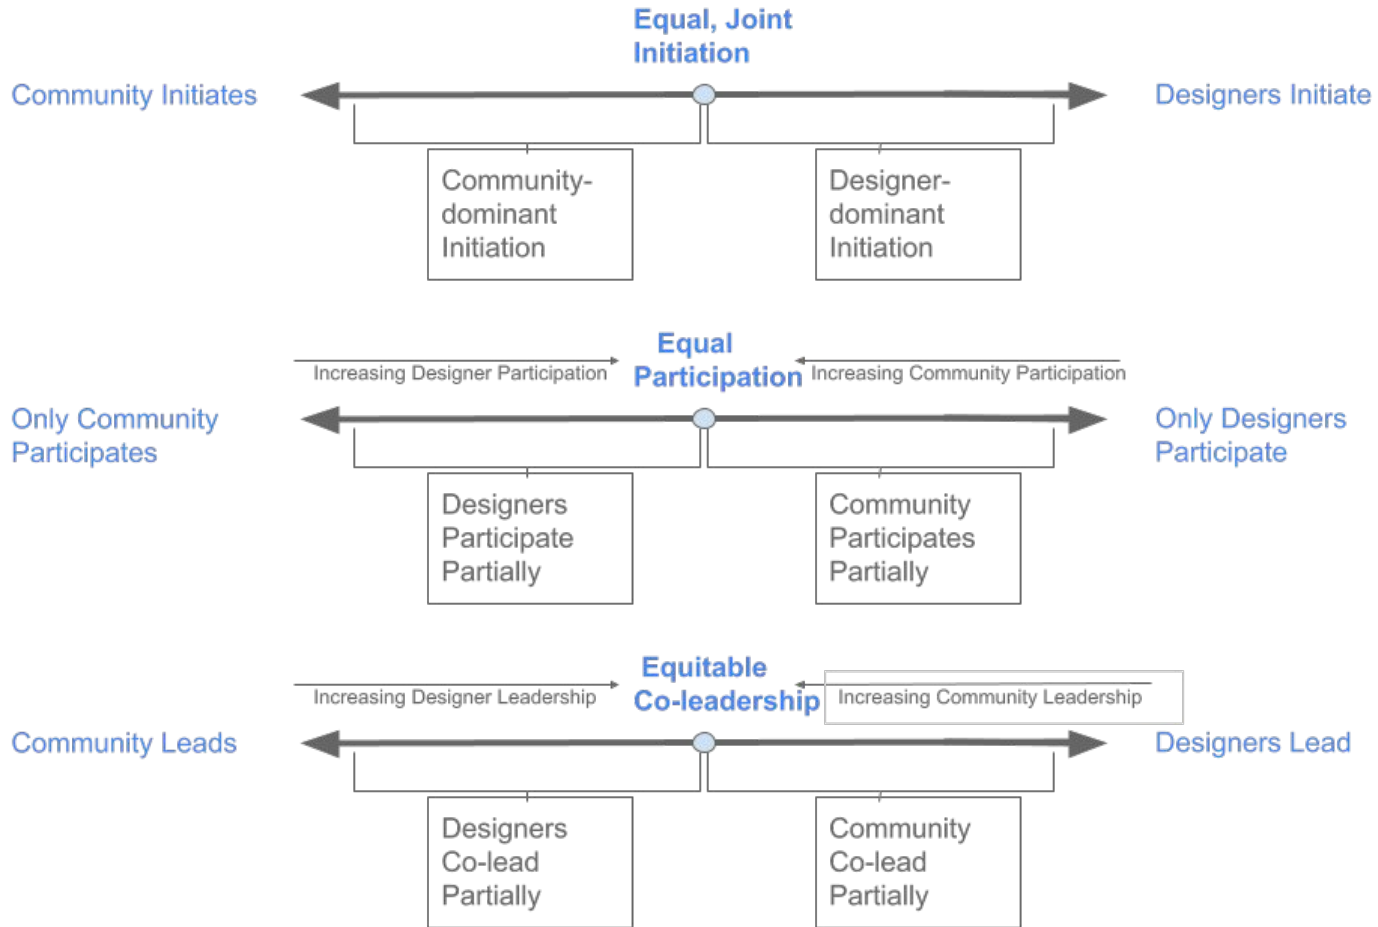 Equal, Joint
Initiation
Community Initiates
Designers Initiate
Community-
dominant
Initiation
Designer-
dominant
Initiation
Increasing Designer Participation
Equal
Participation
Increasing Community Participation
Only Community
Participates
Only Designers
Participate
Designers
Participate
Partially
Community
Participates
Partially
Increasing Designer Leadership
Equitable
Co-leadership
Increasing Community Leadership
Community Leads
Designers Lead
Designers
Co-lead
Partially
Community
Co-lead
Partially